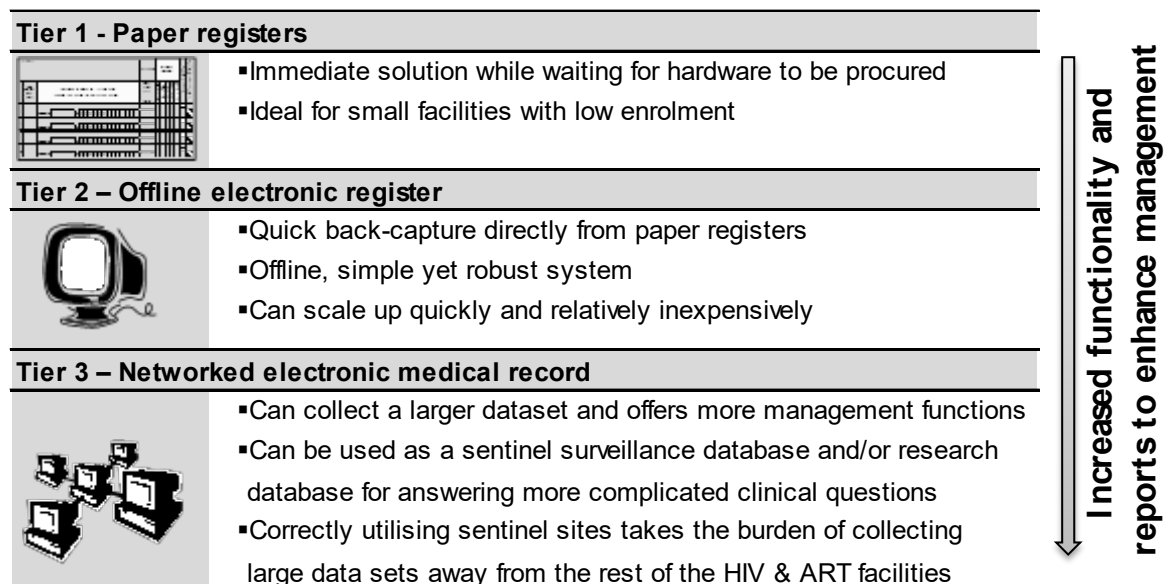 Tier 1 - Paper registers
▪Immediate solution while waiting for hardware to be procured
▪Ideal for small facilities with low enrolment
Tier 2 – Offline electronic register
▪Quick back-capture directly from paper registers
▪Offline, simple yet robust system
▪Can scale up quickly and relatively inexpensively
Tier 3 – Networked electronic medical record
▪Can collect a larger dataset and offers more management functions
▪Can be used as a sentinel surveillance database and/or research
database for answering more complicated clinical questions
▪Correctly utilising sentinel sites takes the burden of collecting
large data sets away from the rest of the HIV & ART facilities
Increased functionality and
reports to enhance management